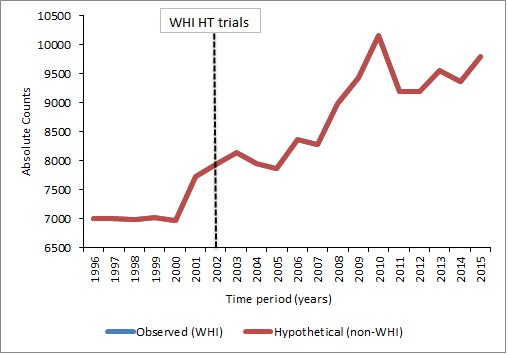 WHI HT trials
10500
10000
9500
9000
8500
8000
7500
7000
6500
Absolute Counts
1996 1997 1998 1999 2000 2001 2002 2003 2004 2005 2006 2007 2008 2009 2010 2011 2012 2013 2014 2015
Time period (years)
Observed (WHI) Hypothetical (non-WHI)